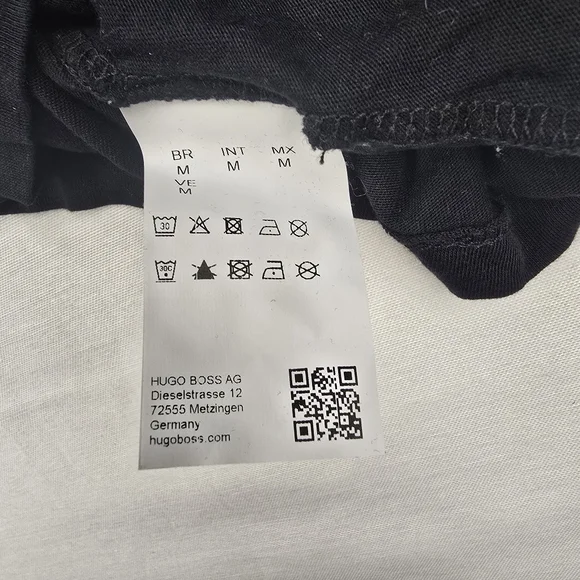 BR INT MX
M M M
VE
M
30
30C
HUGO BOSS AG
Dieselstrasse 12
72555 Metzingen
Germany
hugoboss.com